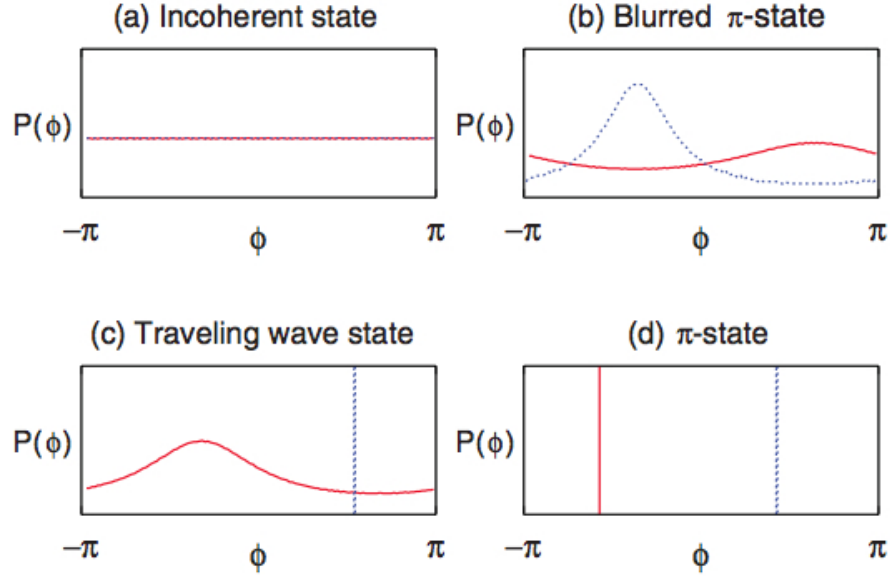 (a) Incoherent state
(b) Blurred π-state
P(ϕ)
P(ϕ)
−π
ϕ
π
−π
ϕ
π
(c) Traveling wave state
(d) π-state
P(ϕ)
P(ϕ)
−π
ϕ
π
−π
ϕ
π